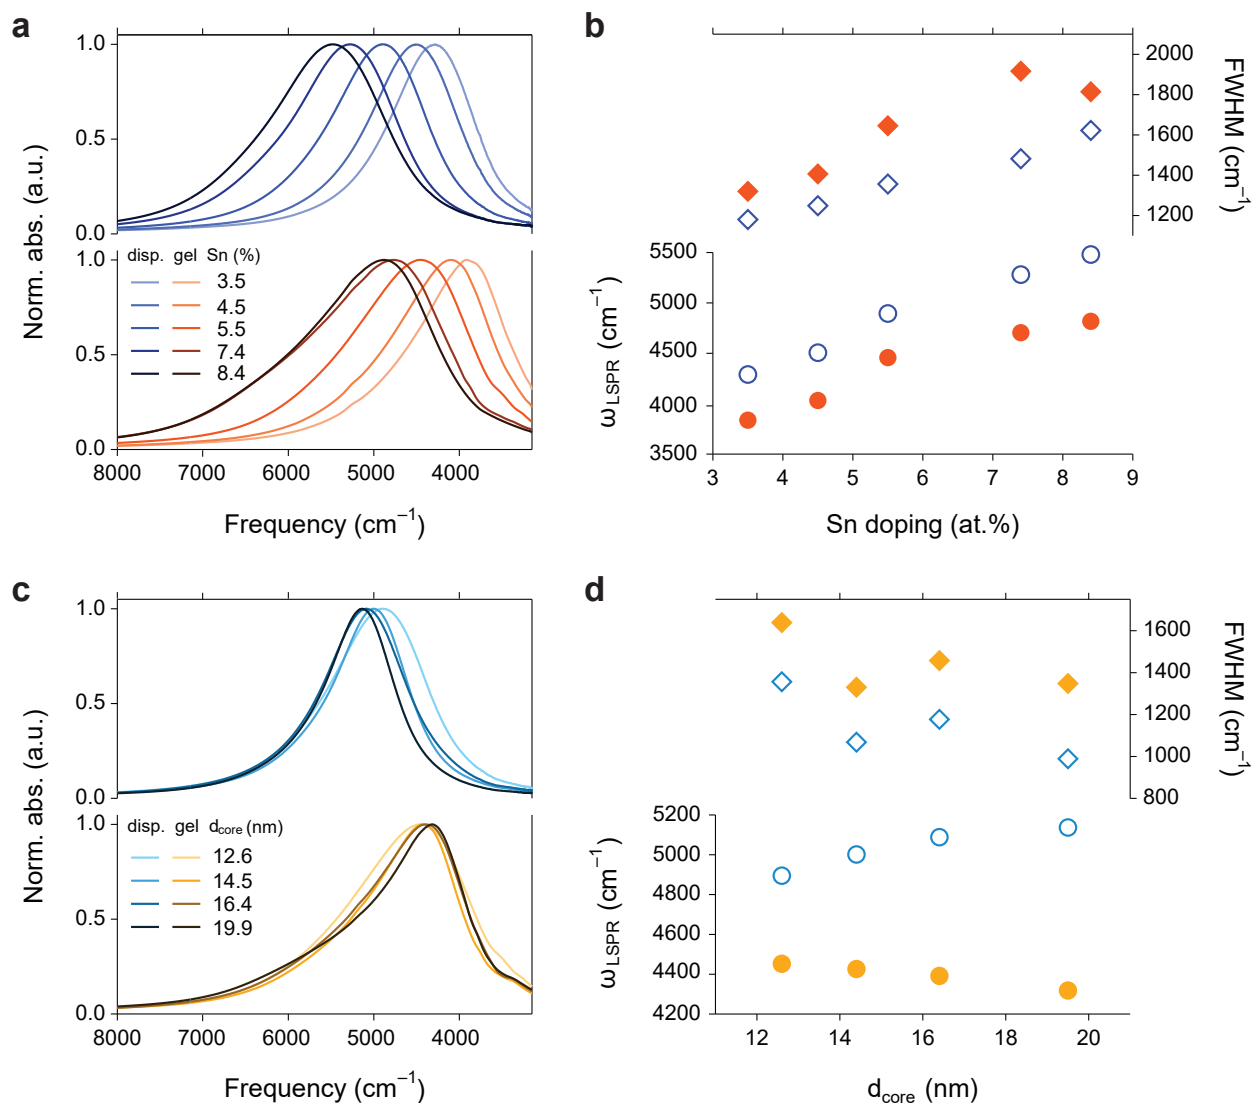 a
Norm. abs. (a.u.)
1.0
0.5
0.0
disp. gel Sn (%)
3.5
4.5
5.5
7.4
8.4
1.0
0.5
0.0
8000 7000 6000 5000 4000
Frequency (cm⁻¹)
b
2000
1800
1600
1400
1200
FWHM (cm⁻¹)
5500
5000
4500
4000
3500
ω_LSPR (cm⁻¹)
3 4 5 6 7 8 9
Sn doping (at.%)
c
Norm. abs. (a.u.)
1.0
0.5
0.0
disp. gel d_core (nm)
12.6
14.5
16.4
19.9
1.0
0.5
0.0
8000 7000 6000 5000 4000
Frequency (cm⁻¹)
d
1600
1400
1200
1000
800
FWHM (cm⁻¹)
5200
5000
4800
4600
4400
4200
ω_LSPR (cm⁻¹)
12 14 16 18 20
d_core (nm)